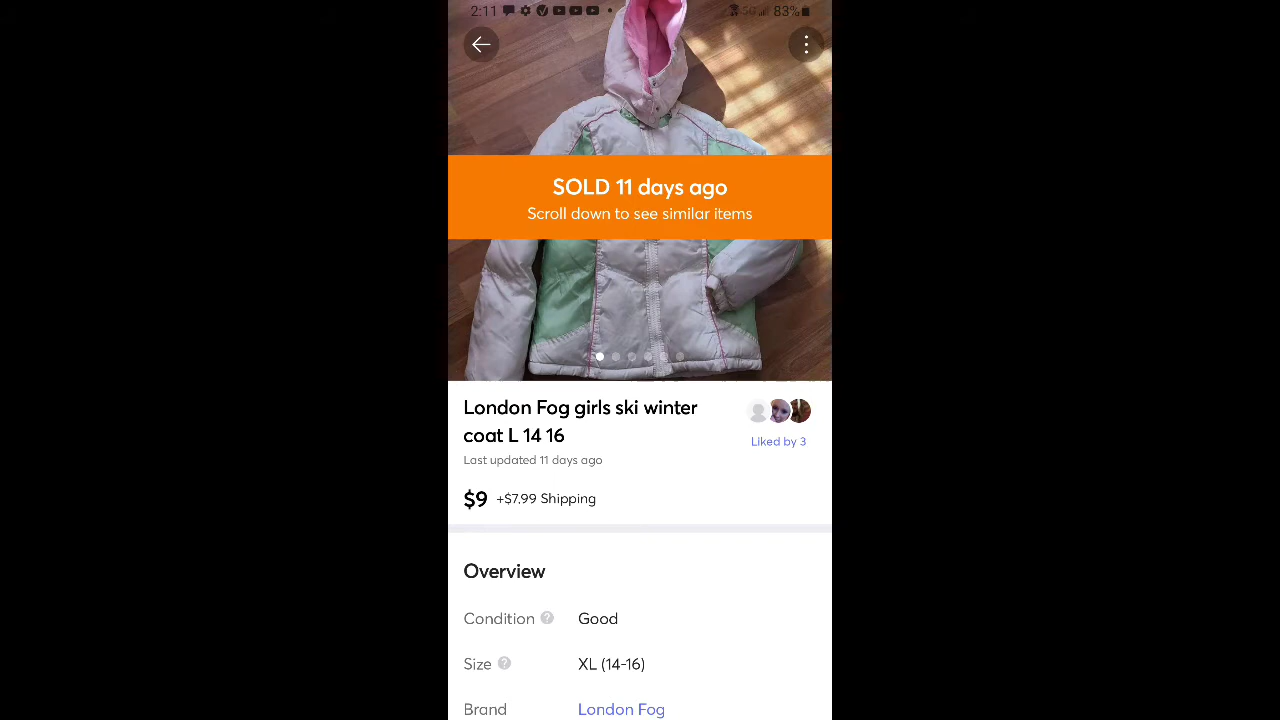 2:11 83%
SOLD 11 days ago
Scroll down to see similar items
London Fog girls ski winter
coat L 14 16
Last updated 11 days ago
Liked by 3
$9 +$7.99 Shipping
Overview
Condition ? Good
Size ? XL (14-16)
Brand London Fog